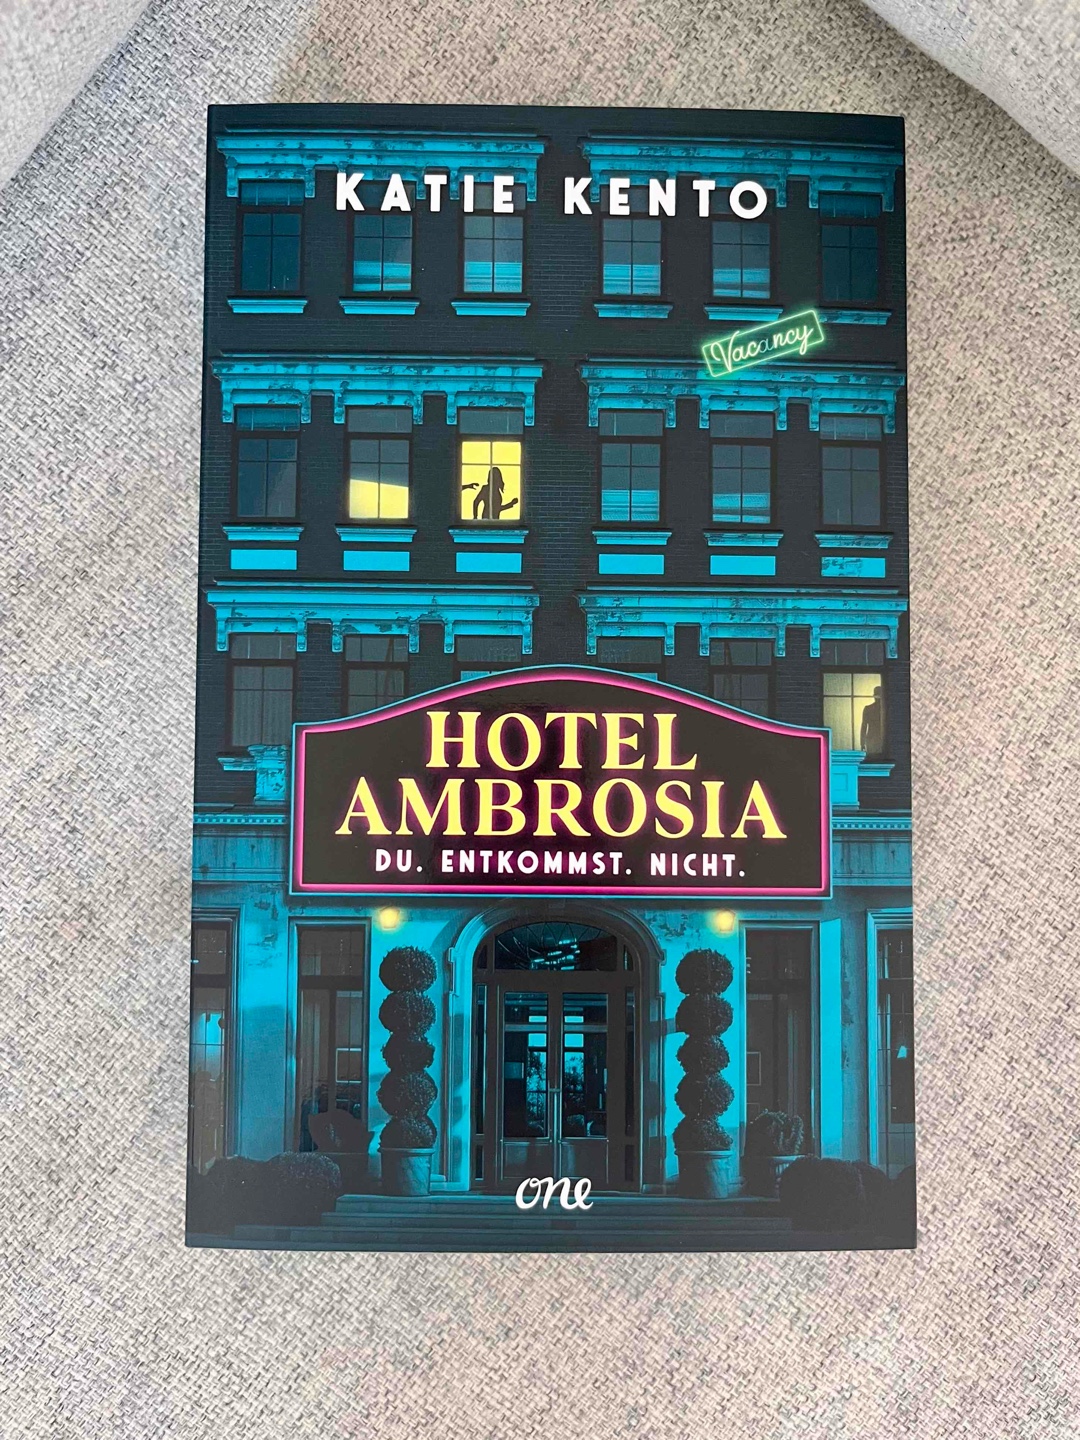 KATIE KENTO
Vacancy
HOTEL
AMBROSIA
DU. ENTKOMMST. NICHT.
one